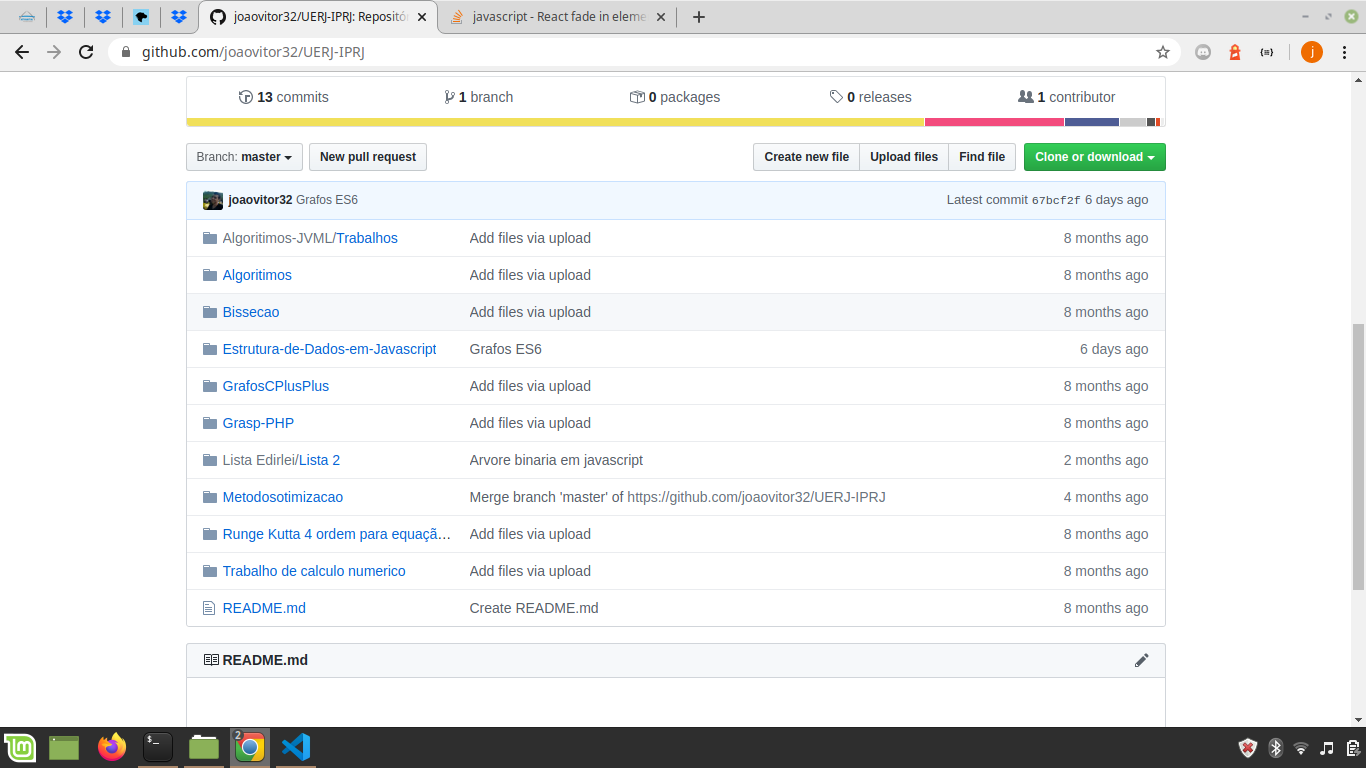 joaovitor32/UERJ-IPRJ: Repositór
javascript - React fade in eleme
github.com/joaovitor32/UERJ-IPRJ
j
13 commits
1 branch
0 packages
0 releases
1 contributor
Branch: master
New pull request
Create new file
Upload files
Find file
Clone or download
joaovitor32 Grafos ES6
Latest commit 67bcf2f 6 days ago
Algoritimos-JVML/Trabalhos Add files via upload 8 months ago
Algoritimos Add files via upload 8 months ago
Bissecao Add files via upload 8 months ago
Estrutura-de-Dados-em-Javascript Grafos ES6 6 days ago
GrafosCPlusPlus Add files via upload 8 months ago
Grasp-PHP Add files via upload 8 months ago
Lista Edirlei/Lista 2 Arvore binaria em javascript 2 months ago
Metodosotimizacao Merge branch 'master' of https://github.com/joaovitor32/UERJ-IPRJ 4 months ago
Runge Kutta 4 ordem para equaçã… Add files via upload 8 months ago
Trabalho de calculo numerico Add files via upload 8 months ago
README.md Create README.md 8 months ago
README.md
2